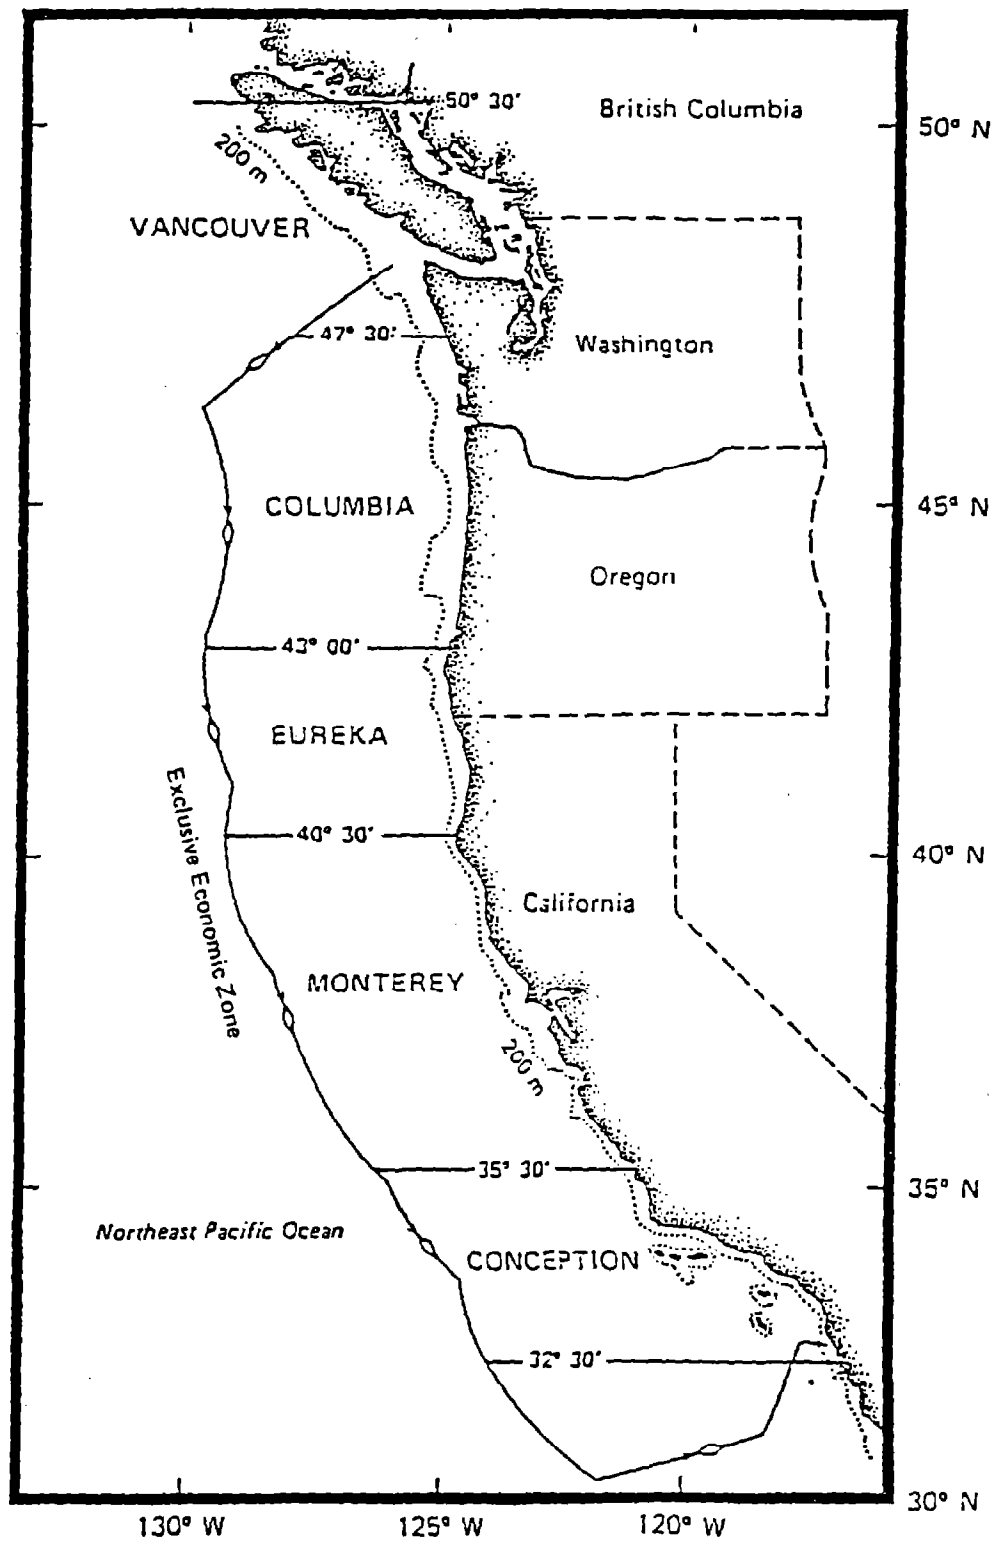 50° 30'
British Columbia
50° N
200 m
VANCOUVER
47° 30'
Washington
COLUMBIA
45° N
Oregon
43° 00'
EUREKA
Exclusive Economic Zone
40° 30'
40° N
California
MONTEREY
200 m
35° 30'
35° N
Northeast Pacific Ocean
CONCEPTION
32° 30'
30° N
130° W
125° W
120° W